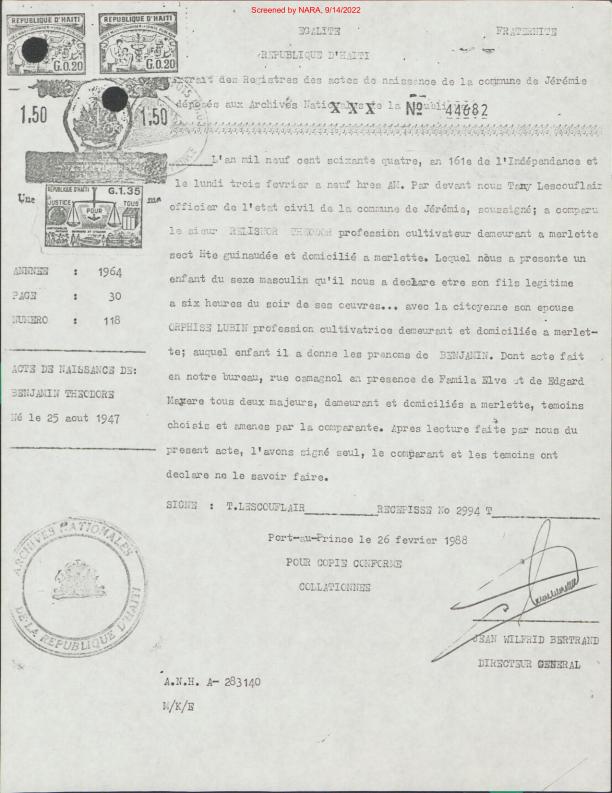 Screened by NARA, 9/14/2022
REPUBLIQUE D'HAITI
REPUBLIQUE D'HAITI
G.0.20
G.0.20
EGALITE FRATERNITE
REPUBLIQUE D'HAITI
Extrait des Registres des actes de naissance de la commune de Jérémie
déposés aux Archives Nationales de la République
X X X No 44682
1.50 1.50
REPUBLIQUE D'HAITI G.1.35
JUSTICE POUR TOUS
Une
L'an mil neuf cent soixante quatre, an 161e de l'Indépendance et
le lundi trois fevrier a neuf hres AM. Par devant nous Tany Lescouflair
officier de l'etat civil de la commune de Jérémie, soussigné; a comparu
le sieur RELISHOR THEODOR profession cultivateur demeurant a merlette
sect Hte guinaudée et domicilié a merlette. Lequel nous a presente un
enfant du sexe masculin qu'il nous a declare etre son fils legitime
a six heures du soir de ses oeuvres... avec la citoyenne son epouse
ORPHISE LUBIN profession cultivatrice demeurant et domiciliée a merlet-
te; auquel enfant il a donne les prenoms de BENJAMIN. Dont acte fait
en notre bureau, rue camagnol en presence de Famila Elve et de Edgard
Mayere tous deux majeurs, demeurant et domiciliés a merlette, temoins
choisis et amenes par la comparante. Apres lecture faite par nous du
present acte, l'avons signé seul, le comparant et les temoins ont
declare ne le savoir faire.
ANNEE : 1964
PAGE : 30
NUMERO : 118
ACTE DE NAISSANCE DE:
BENJAMIN THEODORE
Né le 25 aout 1947
SIGNE : T.LESCOUFLAIR RECEPISSE No 2994 T
Port-au-Prince le 26 fevrier 1988
POUR COPIE CONFORME
COLLATIONNEE
ARCHIVES NATIONALES
DE LA REPUBLIQUE D'HAITI
JEAN WILFRID BERTRAND
DIRECTEUR GENERAL
A.N.H. A- 283140
M/K/E